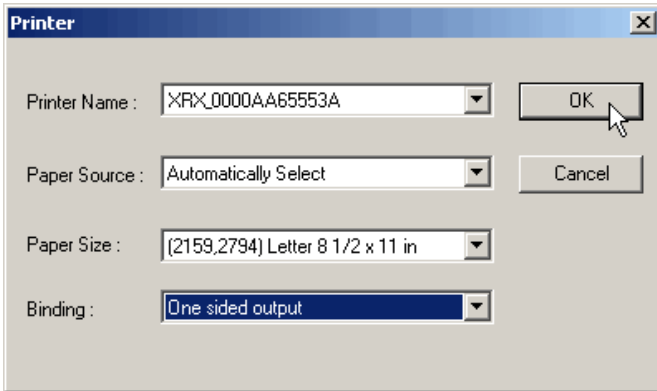 Printer
Printer Name : XRX_0000AA65553A OK
Paper Source : Automatically Select Cancel
Paper Size : (2159,2794) Letter 8 1/2 x 11 in
Binding : One sided output